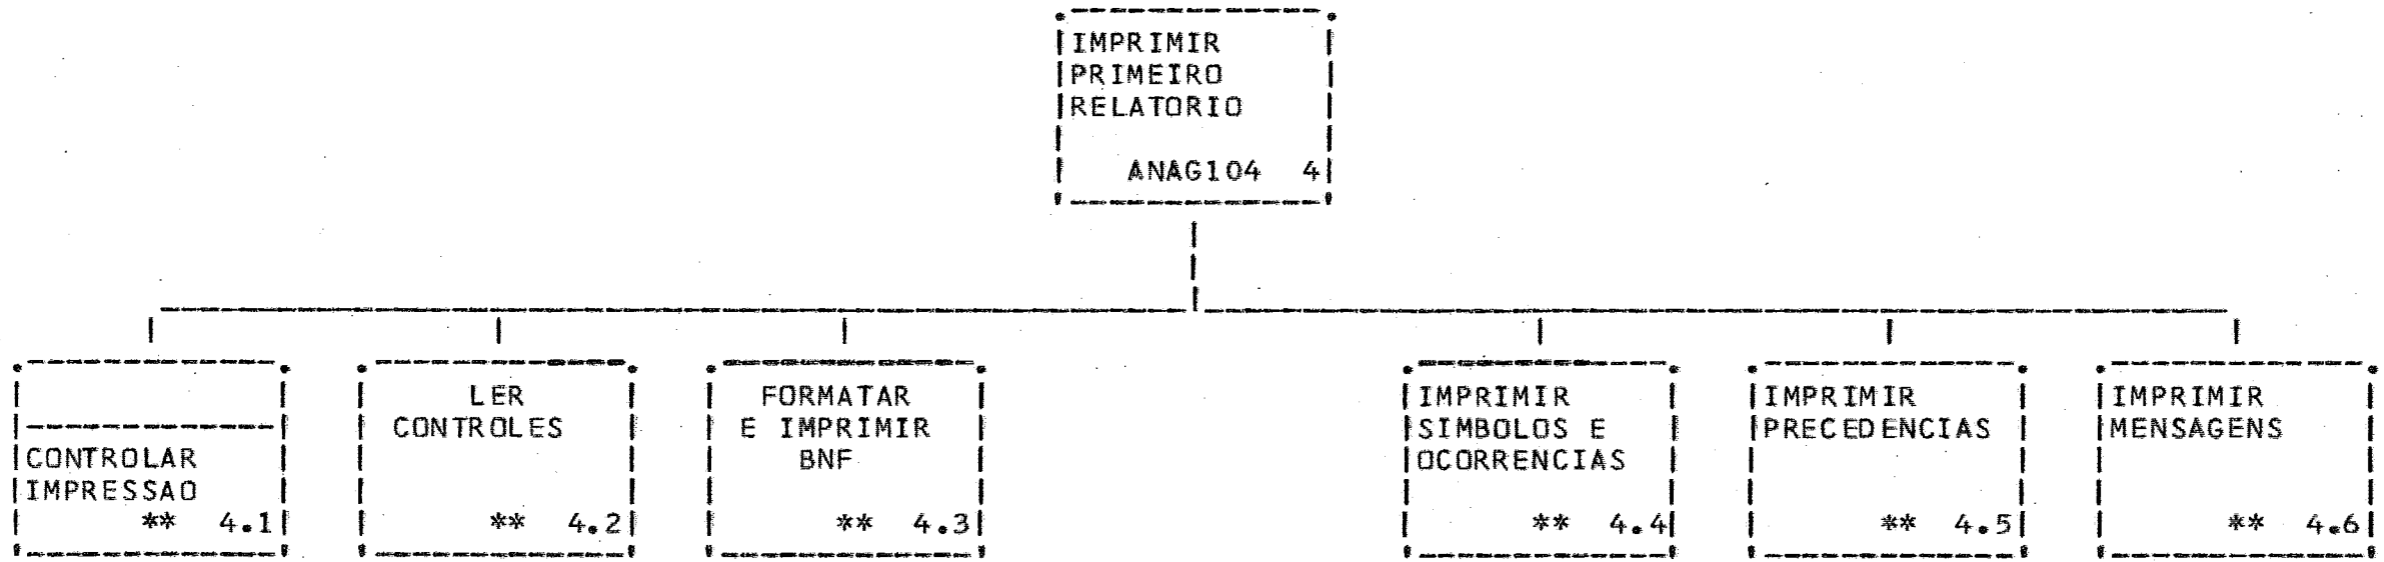 IMPRIMIR
PRIMEIRO
RELATORIO
ANAG104 4
CONTROLAR
IMPRESSAO
** 4.1
LER
CONTROLES
** 4.2
FORMATAR
E IMPRIMIR
BNF
** 4.3
IMPRIMIR
SIMBOLOS E
OCORRENCIAS
** 4.4
IMPRIMIR
PRECEDENCIAS
** 4.5
IMPRIMIR
MENSAGENS
** 4.6